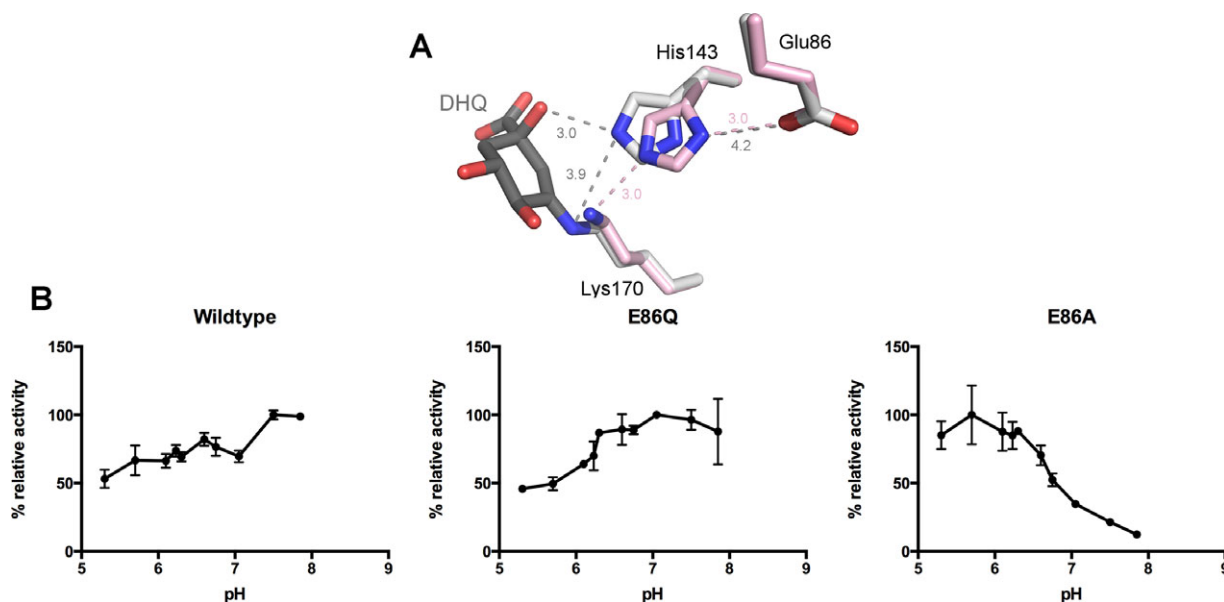 A
His143
Glu86
DHQ
3.0
3.0
4.2
3.9
3.0
Lys170
B
Wildtype
E86Q
E86A
% relative activity
150
100
50
0
5 6 7 8 9
pH
% relative activity
150
100
50
0
5 6 7 8 9
pH
% relative activity
150
100
50
0
5 6 7 8 9
pH